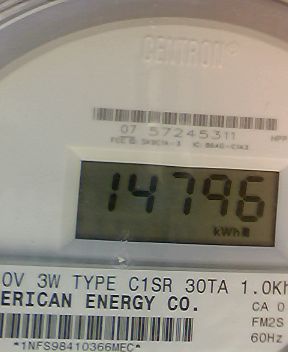 CENTRON®
07 57245311
14796
kWh
0V 3W TYPE C1SR 30TA 1.0Kh
ERICAN ENERGY CO.
CA 0
FM2S
60Hz
*1NFS98410366MEC*